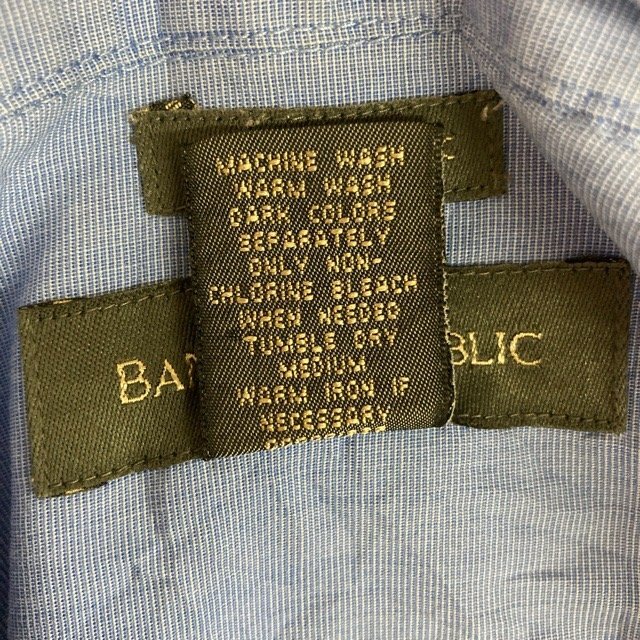 MACHINE WASH
WARM WASH
DARK COLORS
SEPARATELY
ONLY NON-
CHLORINE BLEACH
WHEN NEEDED
TUMBLE DRY
MEDIUM
WARM IRON IF
NECESSARY
BA BLIC